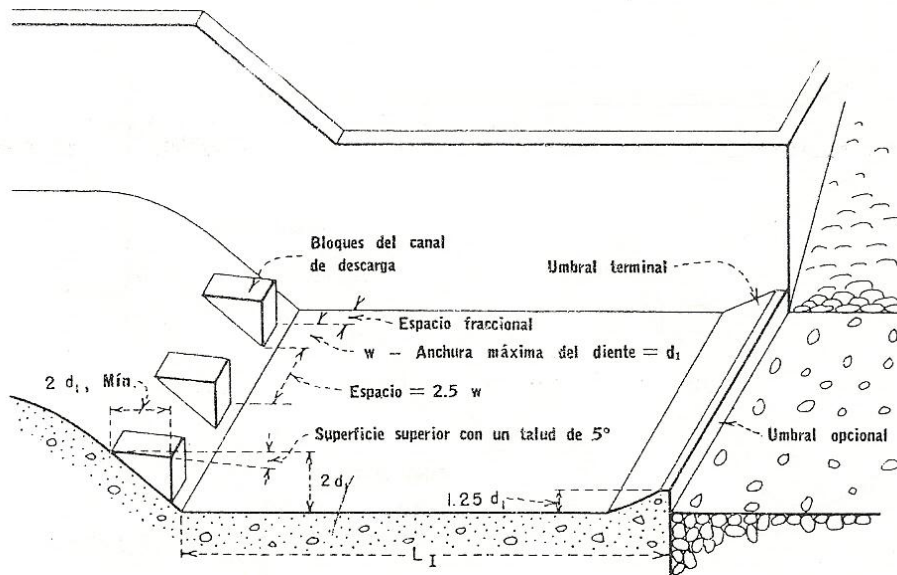 Bloques del canal
de descarga
Umbral terminal
Espacio fraccional
w - Anchura máxima del diente = d₁
2 d₁, Mín.
Espacio = 2.5 w
Superficie superior con un talud de 5°
Umbral opcional
2 d₁
1.25 d₁
L I